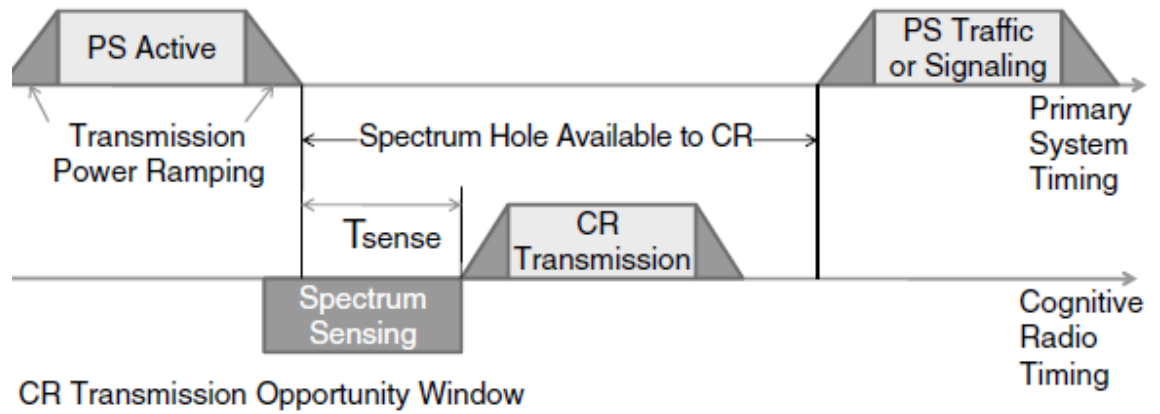 PS Active
PS Traffic
or Signaling
Transmission
Power Ramping
Spectrum Hole Available to CR
Primary
System
Timing
Tsense
CR
Transmission
Spectrum
Sensing
Cognitive
Radio
Timing
CR Transmission Opportunity Window